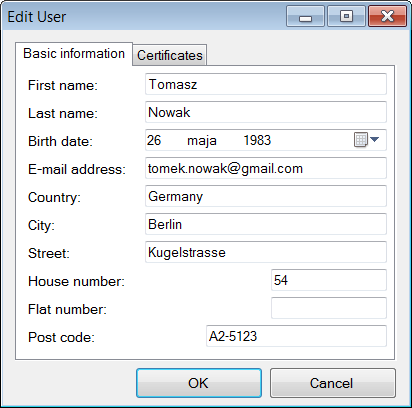 Edit User
Basic information Certificates
First name: Tomasz
Last name: Nowak
Birth date: 26 maja 1983
E-mail address: tomek.nowak@gmail.com
Country: Germany
City: Berlin
Street: Kugelstrasse
House number: 54
Flat number:
Post code: A2-5123
OK Cancel